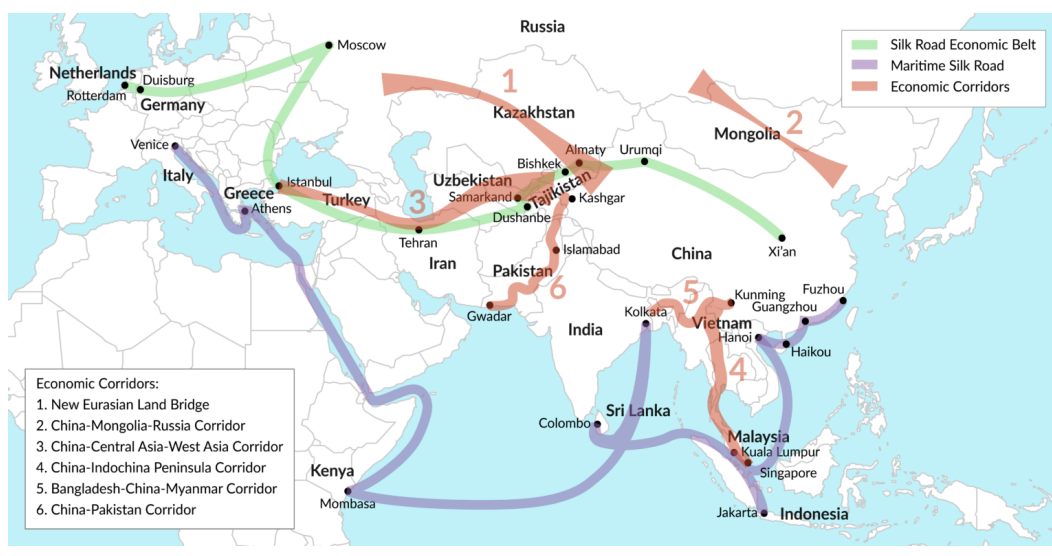 Russia
Moscow
Silk Road Economic Belt
Maritime Silk Road
Economic Corridors
Netherlands
Duisburg
Rotterdam
Germany
1
Kazakhstan
Mongolia
2
Venice
Italy
Almaty
Urumqi
Bishkek
Greece
Istanbul
Athens
Turkey
3
Uzbekistan
Samarkand
Tajikistan
Kashgar
Dushanbe
Tehran
Iran
Islamabad
Pakistan
6
Gwadar
Xi'an
China
India
Kolkata
5
Kunming
Guangzhou
Fuzhou
Vietnam
Hanoi
Haikou
4
Economic Corridors:
1. New Eurasian Land Bridge
2. China-Mongolia-Russia Corridor
3. China-Central Asia-West Asia Corridor
4. China-Indochina Peninsula Corridor
5. Bangladesh-China-Myanmar Corridor
6. China-Pakistan Corridor
Kenya
Mombasa
Colombo
Sri Lanka
Malaysia
Kuala Lumpur
Singapore
Jakarta
Indonesia